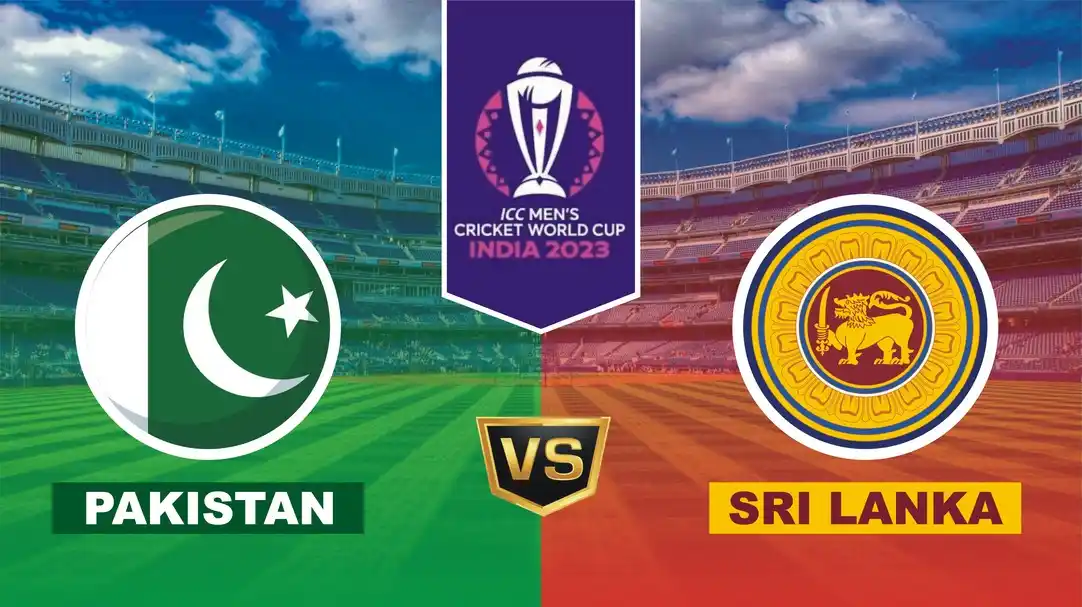 ICC MEN'S
CRICKET WORLD CUP
INDIA 2023
VS
PAKISTAN
SRI LANKA